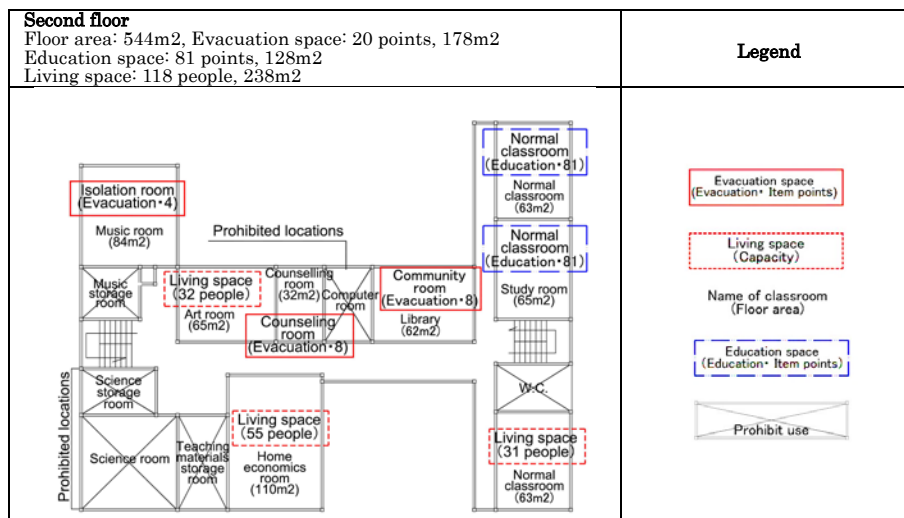 Second floor
Floor area: 544m2, Evacuation space: 20 points, 178m2
Education space: 81 points, 128m2
Living space: 118 people, 238m2
Legend
Isolation room
(Evacuation・4)
Music room
(84m2)
Prohibited locations
Normal
classroom
(Education・81)
Normal
classroom
(63m2)
Normal
classroom
(Education・81)
Study room
(65m2)
Music
storage
room
Living space
(32 people)
Art room
(65m2)
Counselling
room
(32m2)
Counseling
room
(Evacuation・8)
Computer
room
Community
room
(Evacuation・8)
Library
(62m2)
Prohibited locations
Science
storage
room
Science room
Teaching
materials
storage
room
Living space
(55 people)
Home
economics
room
(110m2)
W.C.
Living space
(31 people)
Normal
classroom
(63m2)
Evacuation space
(Evacuation・ Item points)
Living space
(Capacity)
Name of classroom
(Floor area)
Education space
(Education・ Item points)
Prohibit use